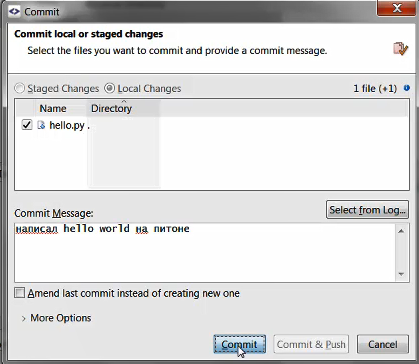 Commit
Commit local or staged changes
Select the files you want to commit and provide a commit message.
Staged Changes Local Changes 1 file (+1)
Name Directory
hello.py .
Commit Message: Select from Log...
написал hello world на питоне
Amend last commit instead of creating new one
More Options
Commit Commit & Push Cancel